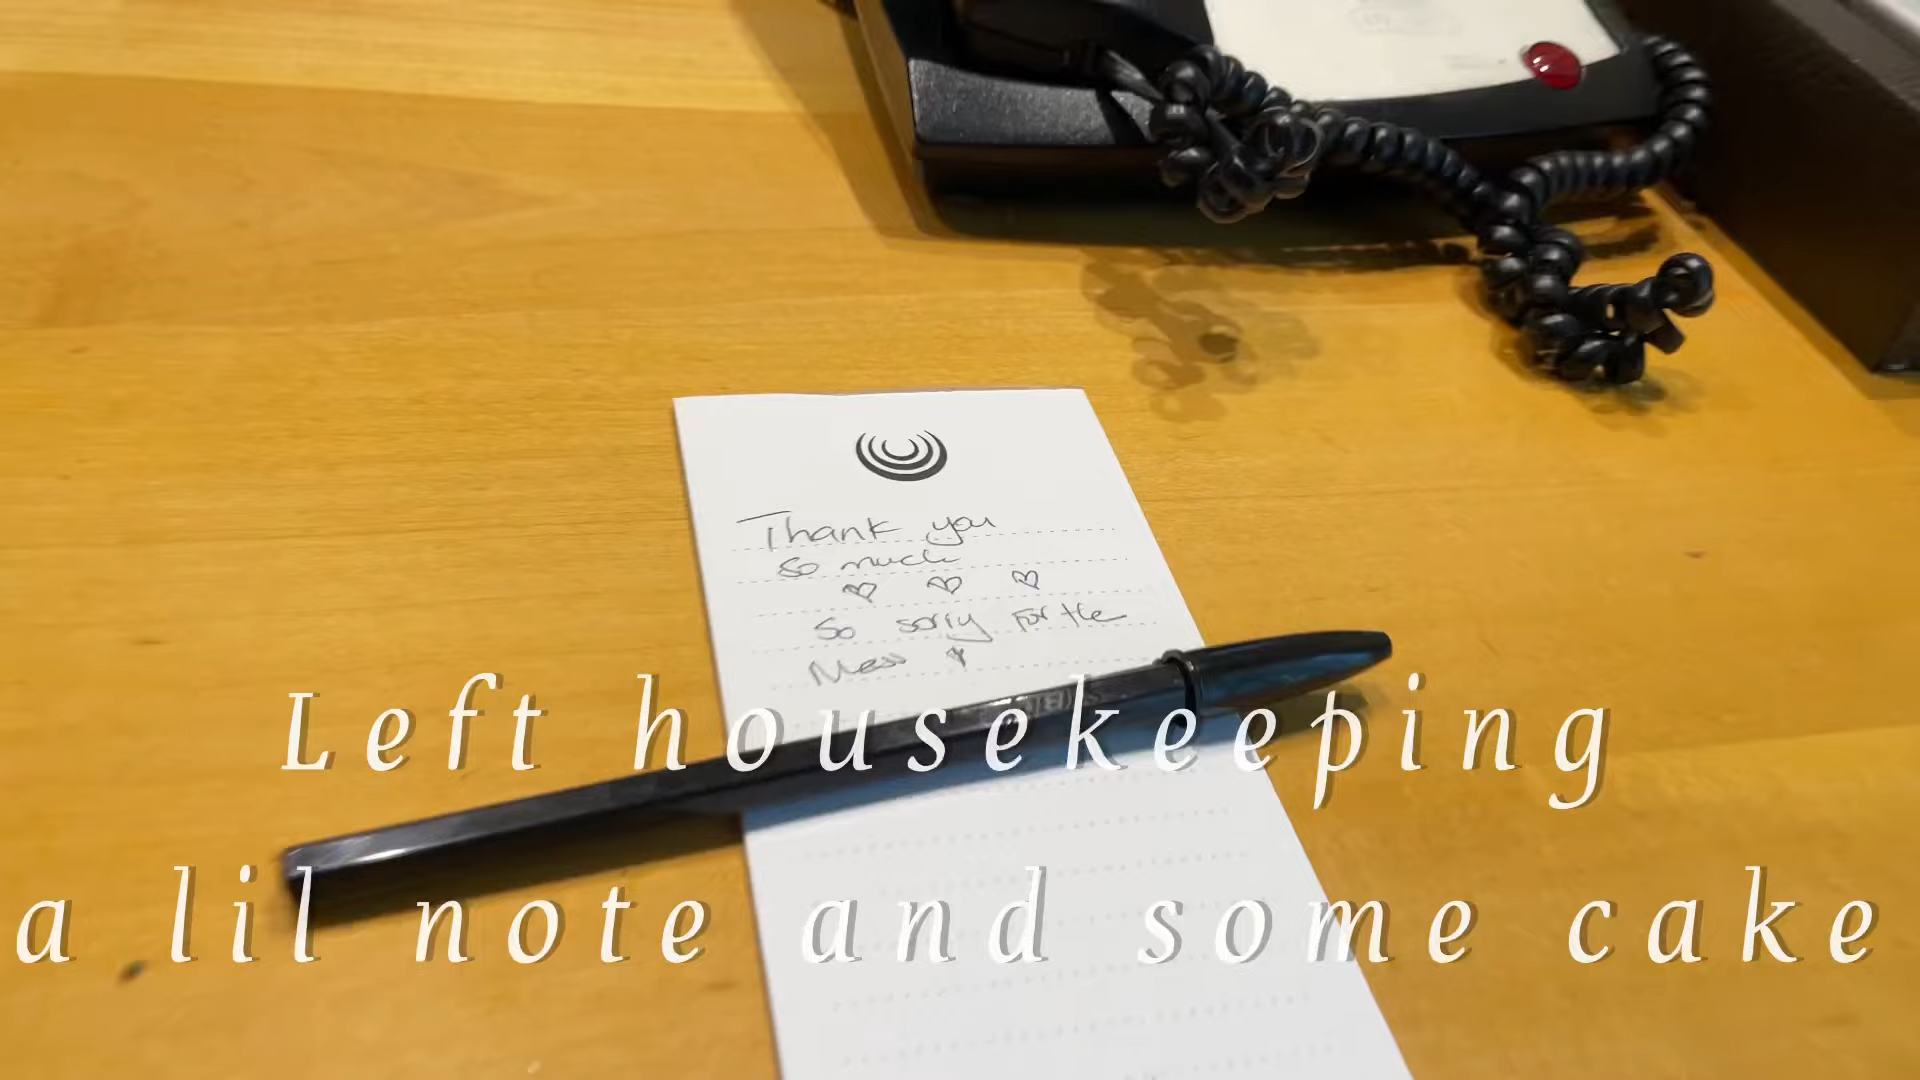 Thank you
so much
♡ ♡ ♡
So sorry for the
Mess
Left housekeeping
a lil note and some cake